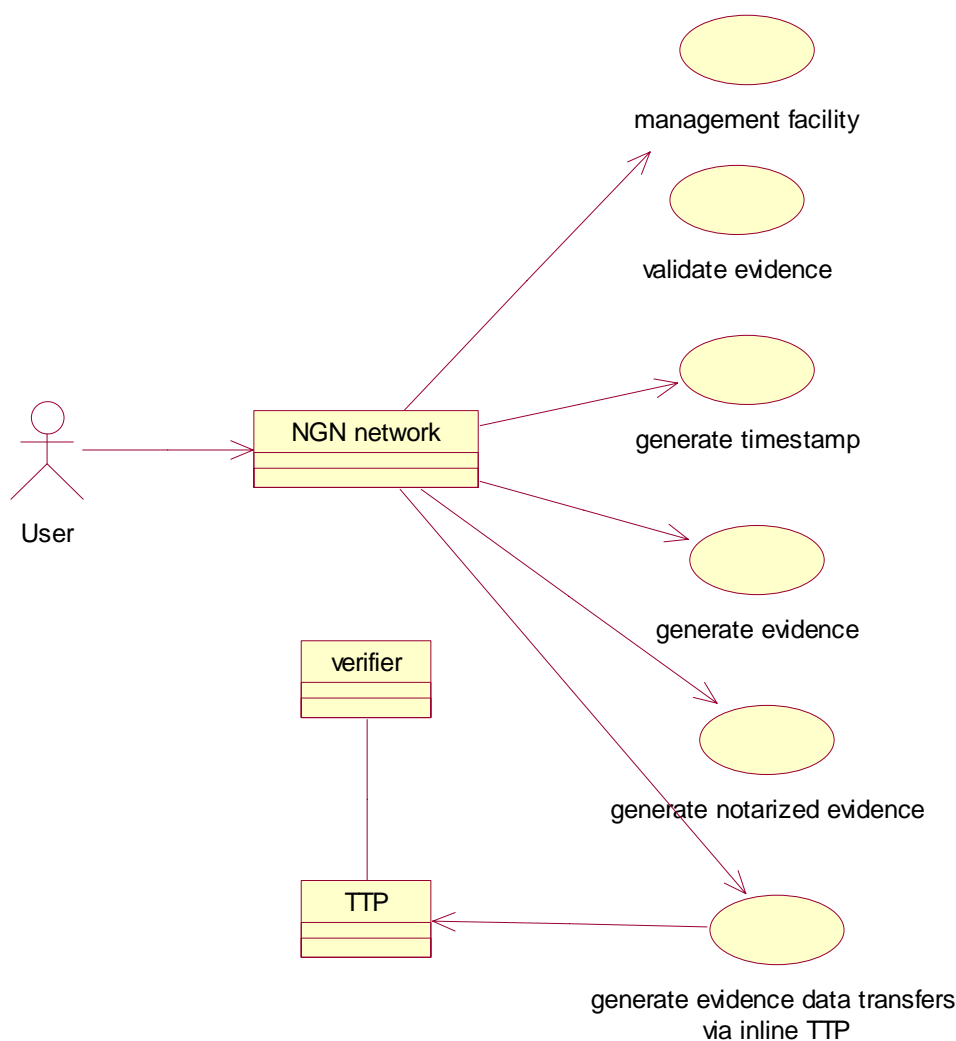 management facility
validate evidence
generate timestamp
NGN network
User
generate evidence
verifier
generate notarized evidence
TTP
generate evidence data transfers
via inline TTP